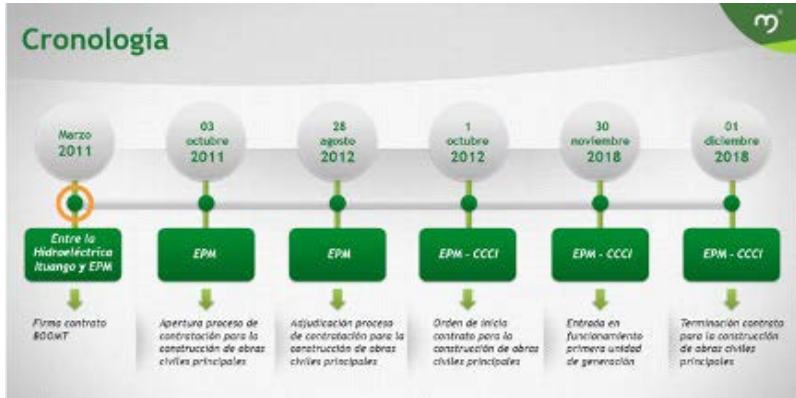 Cronología
Marzo
2011
03
octubre
2011
28
agosto
2012
1
octubre
2012
30
noviembre
2018
01
diciembre
2018
Entre la
Hidroeléctrica
Ituango y EPM
EPM
EPM
EPM - CCCI
EPM - CCCI
EPM - CCCI
Firma contrato
BOOMT
Apertura proceso de
contratación para la
construcción de obras
civiles principales
Adjudicación proceso
de contratación para la
construcción de obras
civiles principales
Orden de inicio
contrato para la
construcción de obras
civiles principales
Entrada en
funcionamiento
primera unidad
de generación
Terminación contrato
para la construcción
de obras civiles
principales